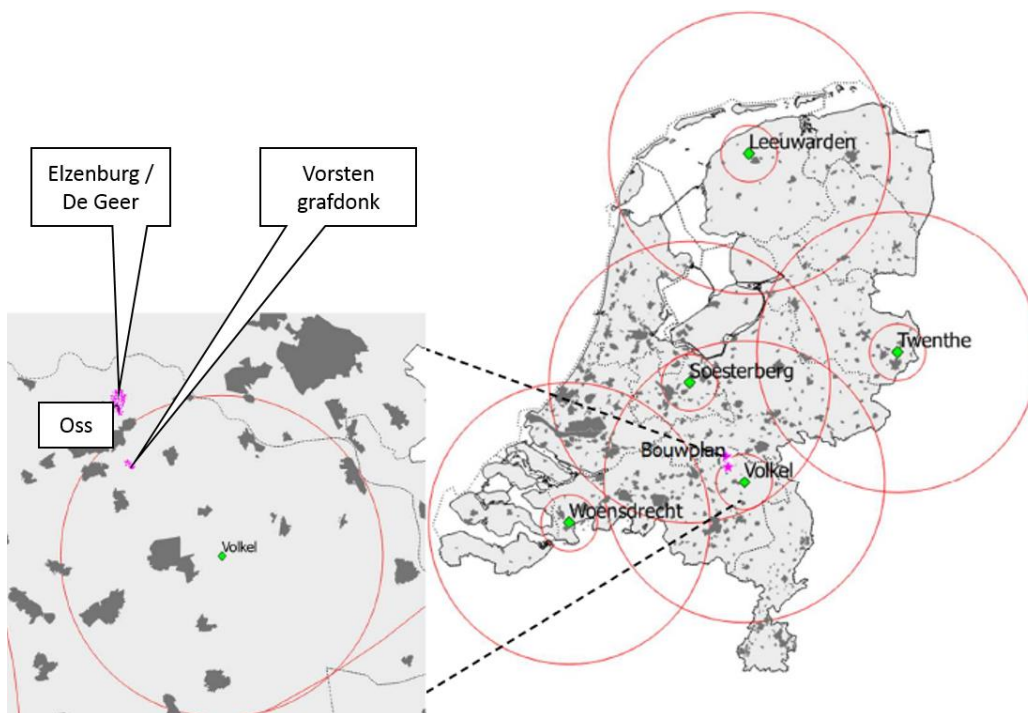 Elzenburg /
De Geer
Vorsten
grafdonk
Oss
Volkel
Leeuwarden
Twenthe
Soesterberg
Bouwplan
Volkel
Woensdrecht